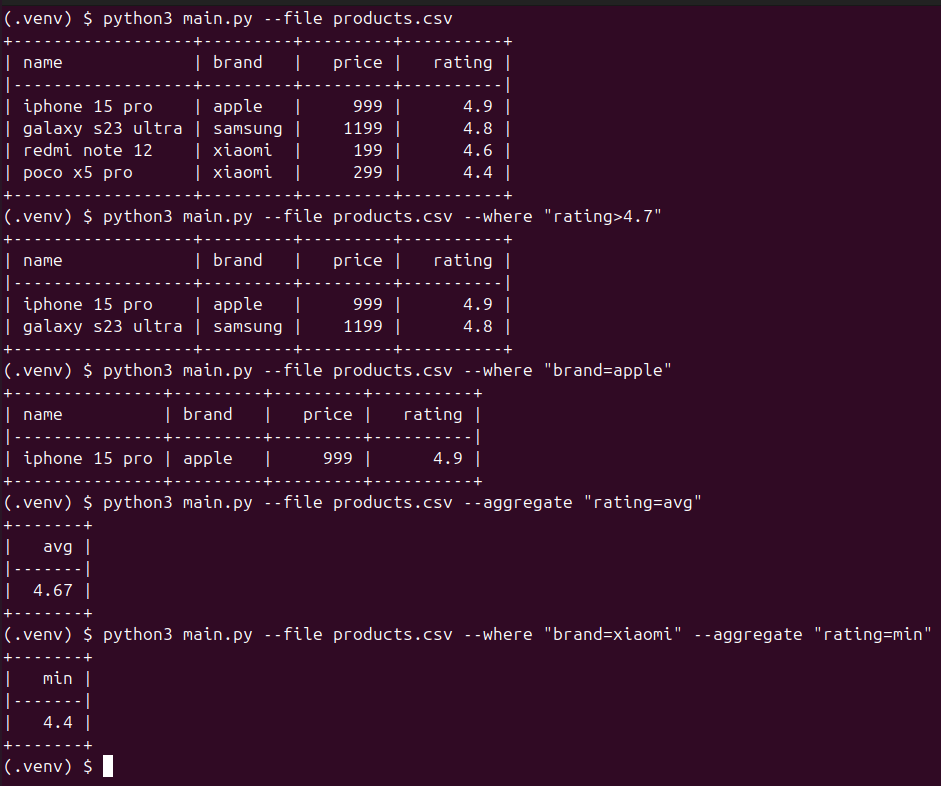 (.venv) $ python3 main.py --file products.csv
+------------------+---------+---------+----------+
| name             | brand   |   price |   rating |
|------------------+---------+---------+----------|
| iphone 15 pro    | apple   |     999 |      4.9 |
| galaxy s23 ultra | samsung |    1199 |      4.8 |
| redmi note 12    | xiaomi  |     199 |      4.6 |
| poco x5 pro      | xiaomi  |     299 |      4.4 |
+------------------+---------+---------+----------+
(.venv) $ python3 main.py --file products.csv --where "rating>4.7"
+------------------+---------+---------+----------+
| name             | brand   |   price |   rating |
|------------------+---------+---------+----------|
| iphone 15 pro    | apple   |     999 |      4.9 |
| galaxy s23 ultra | samsung |    1199 |      4.8 |
+------------------+---------+---------+----------+
(.venv) $ python3 main.py --file products.csv --where "brand=apple"
+---------------+---------+---------+----------+
| name          | brand   |   price |   rating |
|---------------+---------+---------+----------|
| iphone 15 pro | apple   |     999 |      4.9 |
+---------------+---------+---------+----------+
(.venv) $ python3 main.py --file products.csv --aggregate "rating=avg"
+-------+
|   avg |
|-------|
|  4.67 |
+-------+
(.venv) $ python3 main.py --file products.csv --where "brand=xiaomi" --aggregate "rating=min"
+-------+
|   min |
|-------|
|   4.4 |
+-------+
(.venv) $